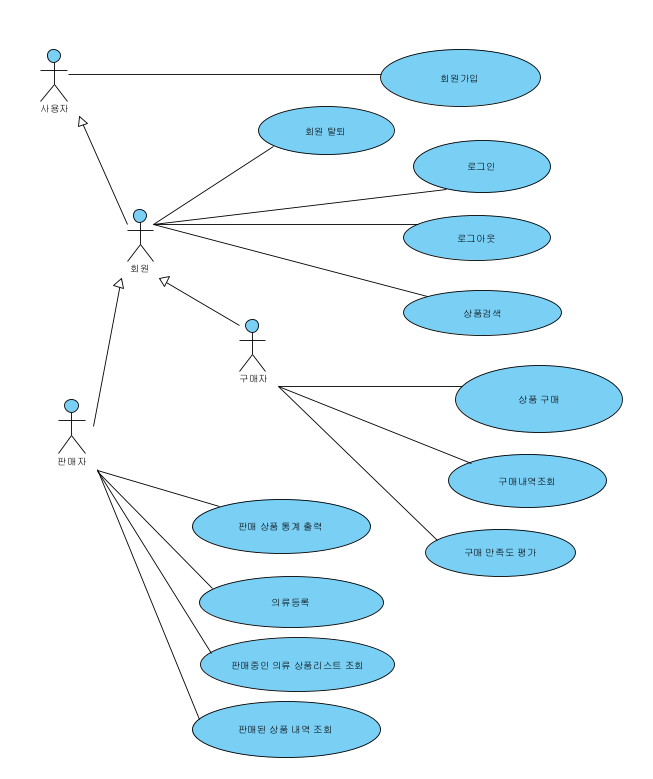 회원가입
사용자
회원 탈퇴
로그인
로그아웃
회원
상품검색
구매자
상품 구매
판매자
구매내역조회
판매 상품 통계 출력
구매 만족도 평가
의류등록
판매중인 의류 상품리스트 조회
판매된 상품 내역 조회